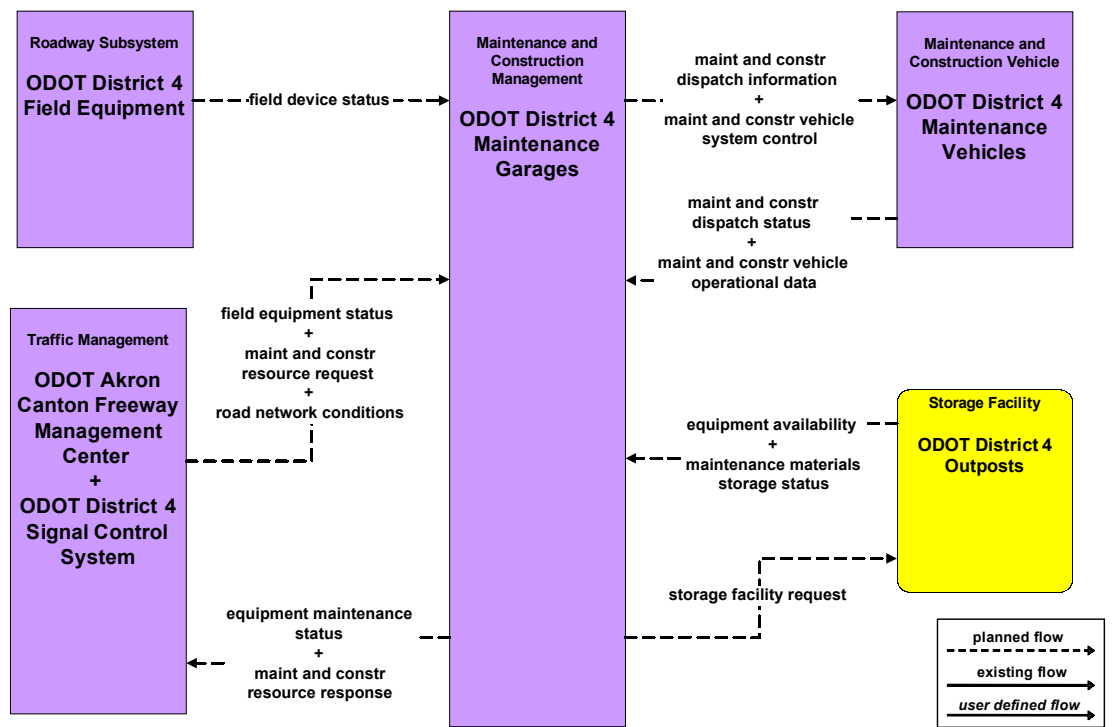 Roadway Subsystem
ODOT District 4
Field Equipment
field device status
Maintenance and
Construction
Management
ODOT District 4
Maintenance
Garages
maint and constr
dispatch information
+
maint and constr vehicle
system control
Maintenance and
Construction Vehicle
ODOT District 4
Maintenance
Vehicles
maint and constr
dispatch status
+
maint and constr vehicle
operational data
Traffic Management
ODOT Akron
Canton Freeway
Management
Center
+
ODOT District 4
Signal Control
System
field equipment status
+
maint and constr
resource request
+
road network conditions
Storage Facility
ODOT District 4
Outposts
equipment availability
+
maintenance materials
storage status
storage facility request
equipment maintenance
status
+
maint and constr
resource response
planned flow
existing flow
user defined flow